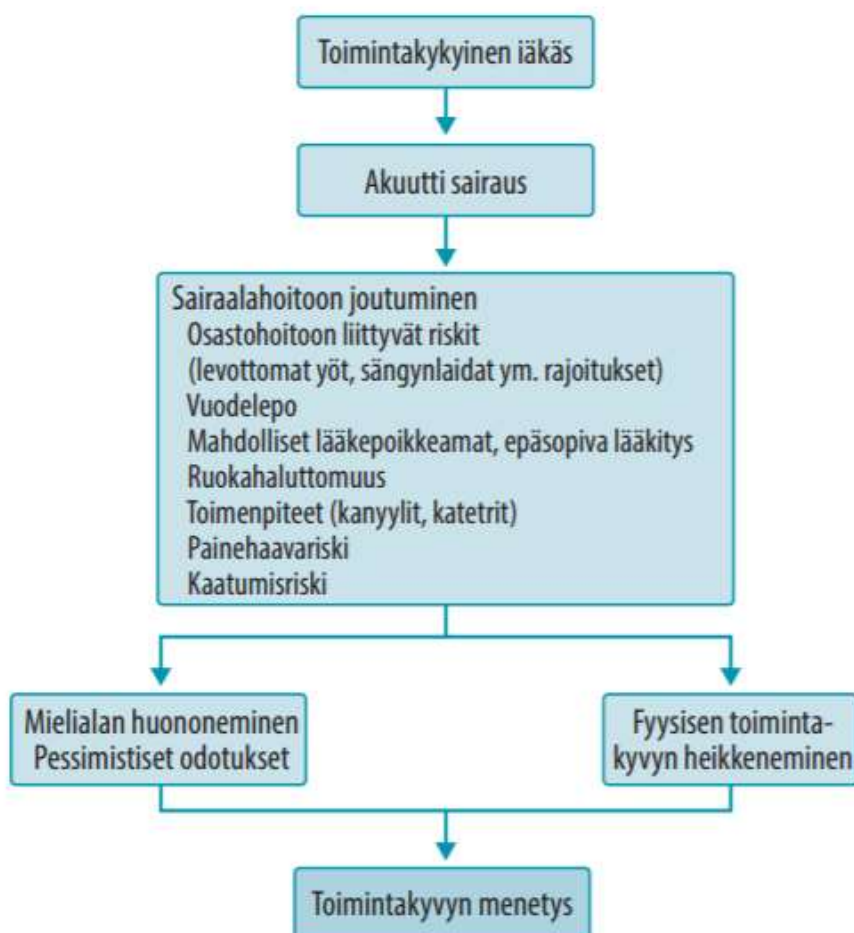 Toimintakykyinen iäkäs
Akuutti sairaus
Sairaalahoitoon joutuminen
Osastohoitoon liittyvät riskit
(levottomat yöt, sängynlaidat ym. rajoitukset)
Vuodelepo
Mahdolliset lääkepoikkeamat, epäsopiva lääkitys
Ruokahaluttomuus
Toimenpiteet (kanyylit, katetrit)
Painehaavariski
Kaatumisriski
Mielialan huononeminen
Pessimistiset odotukset
Fyysisen toiminta-
kyvyn heikkeneminen
Toimintakyvyn menetys